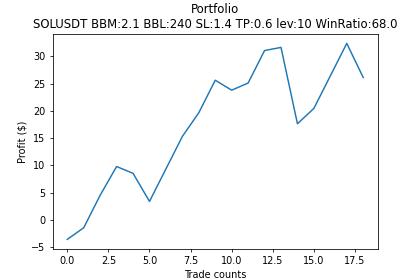 Portfolio
SOLUSDT BBM:2.1 BBL:240 SL:1.4 TP:0.6 lev:10 WinRatio:68.0
30
25
20
15
10
5
0
−5
Profit ($)
0.0 2.5 5.0 7.5 10.0 12.5 15.0 17.5
Trade counts